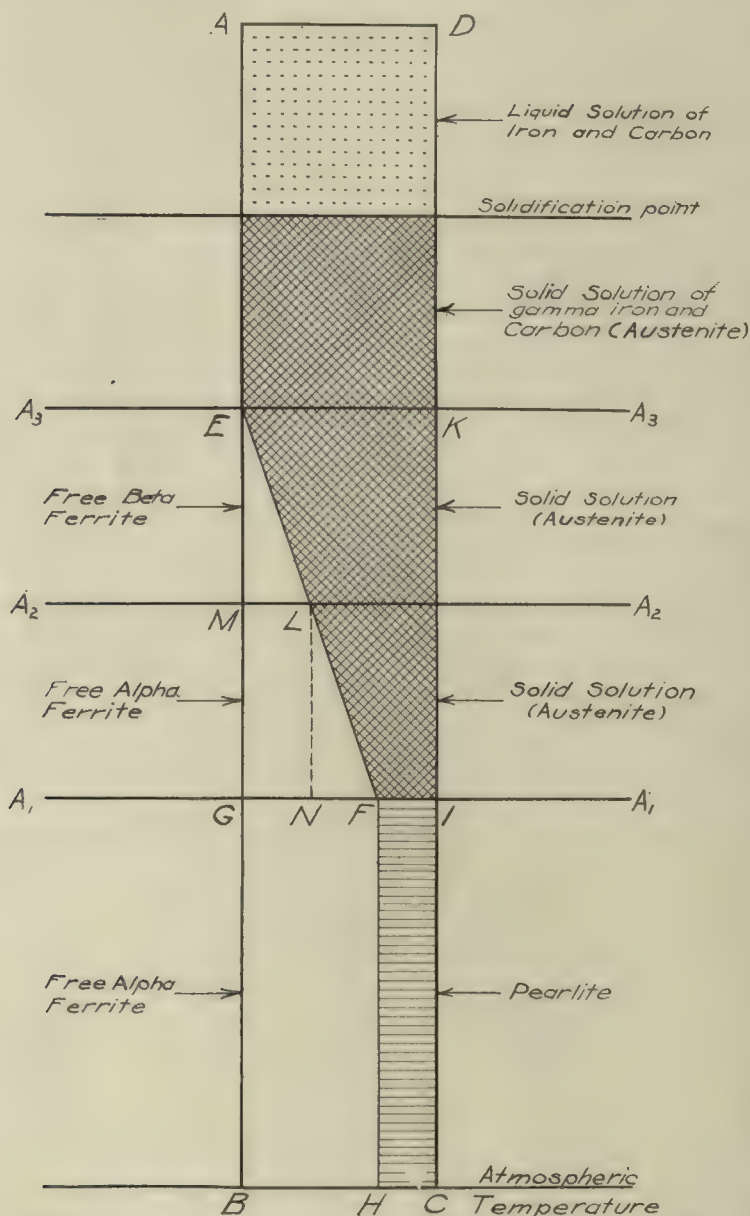 A D
Liquid Solution of
Iron and Carbon
Solidification point
Solid Solution of
gamma iron and
Carbon (Austenite)
A3 E K A3
Free Beta
Ferrite
Solid Solution
(Austenite)
A2 M L A2
Free Alpha
Ferrite
Solid Solution
(Austenite)
A1 G N F I A1
Free Alpha
Ferrite
Pearlite
Atmospheric
B H C Temperature